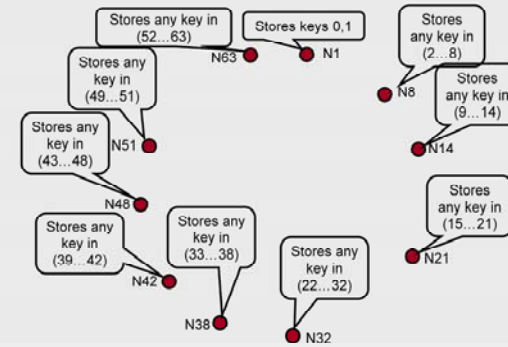 Stores any key in
(52...63)
Stores keys 0,1
N63
N1
Stores
any key in
(2...8)
N8
Stores any
key in
(49...51)
N51
Stores
any key in
(9...14)
N14
Stores any
key in
(43...48)
N48
Stores
any key in
(15...21)
N21
Stores any
key in
(39...42)
N42
Stores any
key in
(33...38)
N38
Stores any
key in
(22...32)
N32